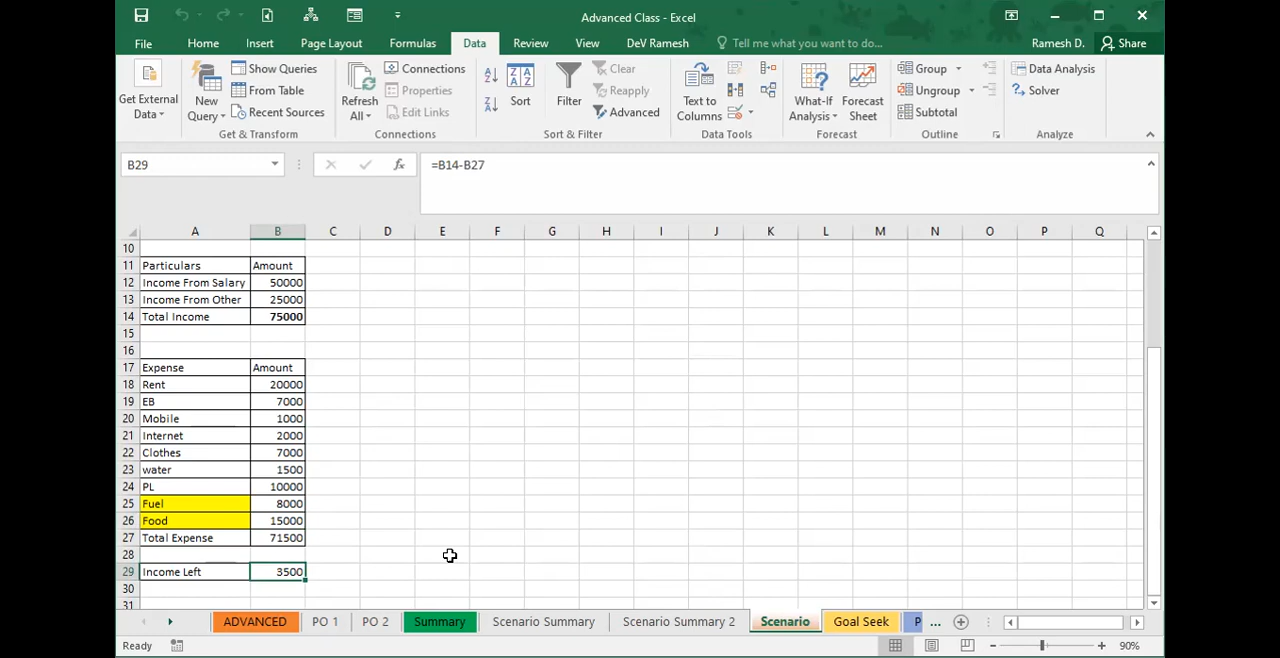 Advanced Class - Excel
Ramesh D.
Share
File
Home
Insert
Page Layout
Formulas
Data
Review
View
DeV Ramesh
Tell me what you want to do...
Get External
Data
New
Query
Show Queries
From Table
Recent Sources
Get & Transform
Refresh
All
Connections
Properties
Edit Links
Connections
A Z
Z A
Sort
Filter
Clear
Reapply
Advanced
Sort & Filter
Text to
Columns
Data Tools
What-If
Analysis
Forecast
Sheet
Forecast
Group
Ungroup
Subtotal
Outline
Data Analysis
Solver
Analyze
B29
fx
=B14-B27
A B C D E F G H I J K L M N O P Q
10
11 Particulars Amount
12 Income From Salary 50000
13 Income From Other 25000
14 Total Income 75000
15
16
17 Expense Amount
18 Rent 20000
19 EB 7000
20 Mobile 1000
21 Internet 2000
22 Clothes 7000
23 water 1500
24 PL 10000
25 Fuel 8000
26 Food 15000
27 Total Expense 71500
28
29 Income Left 3500
30
31
ADVANCED
PO 1
PO 2
Summary
Scenario Summary
Scenario Summary 2
Scenario
Goal Seek
P ...
Ready
90%